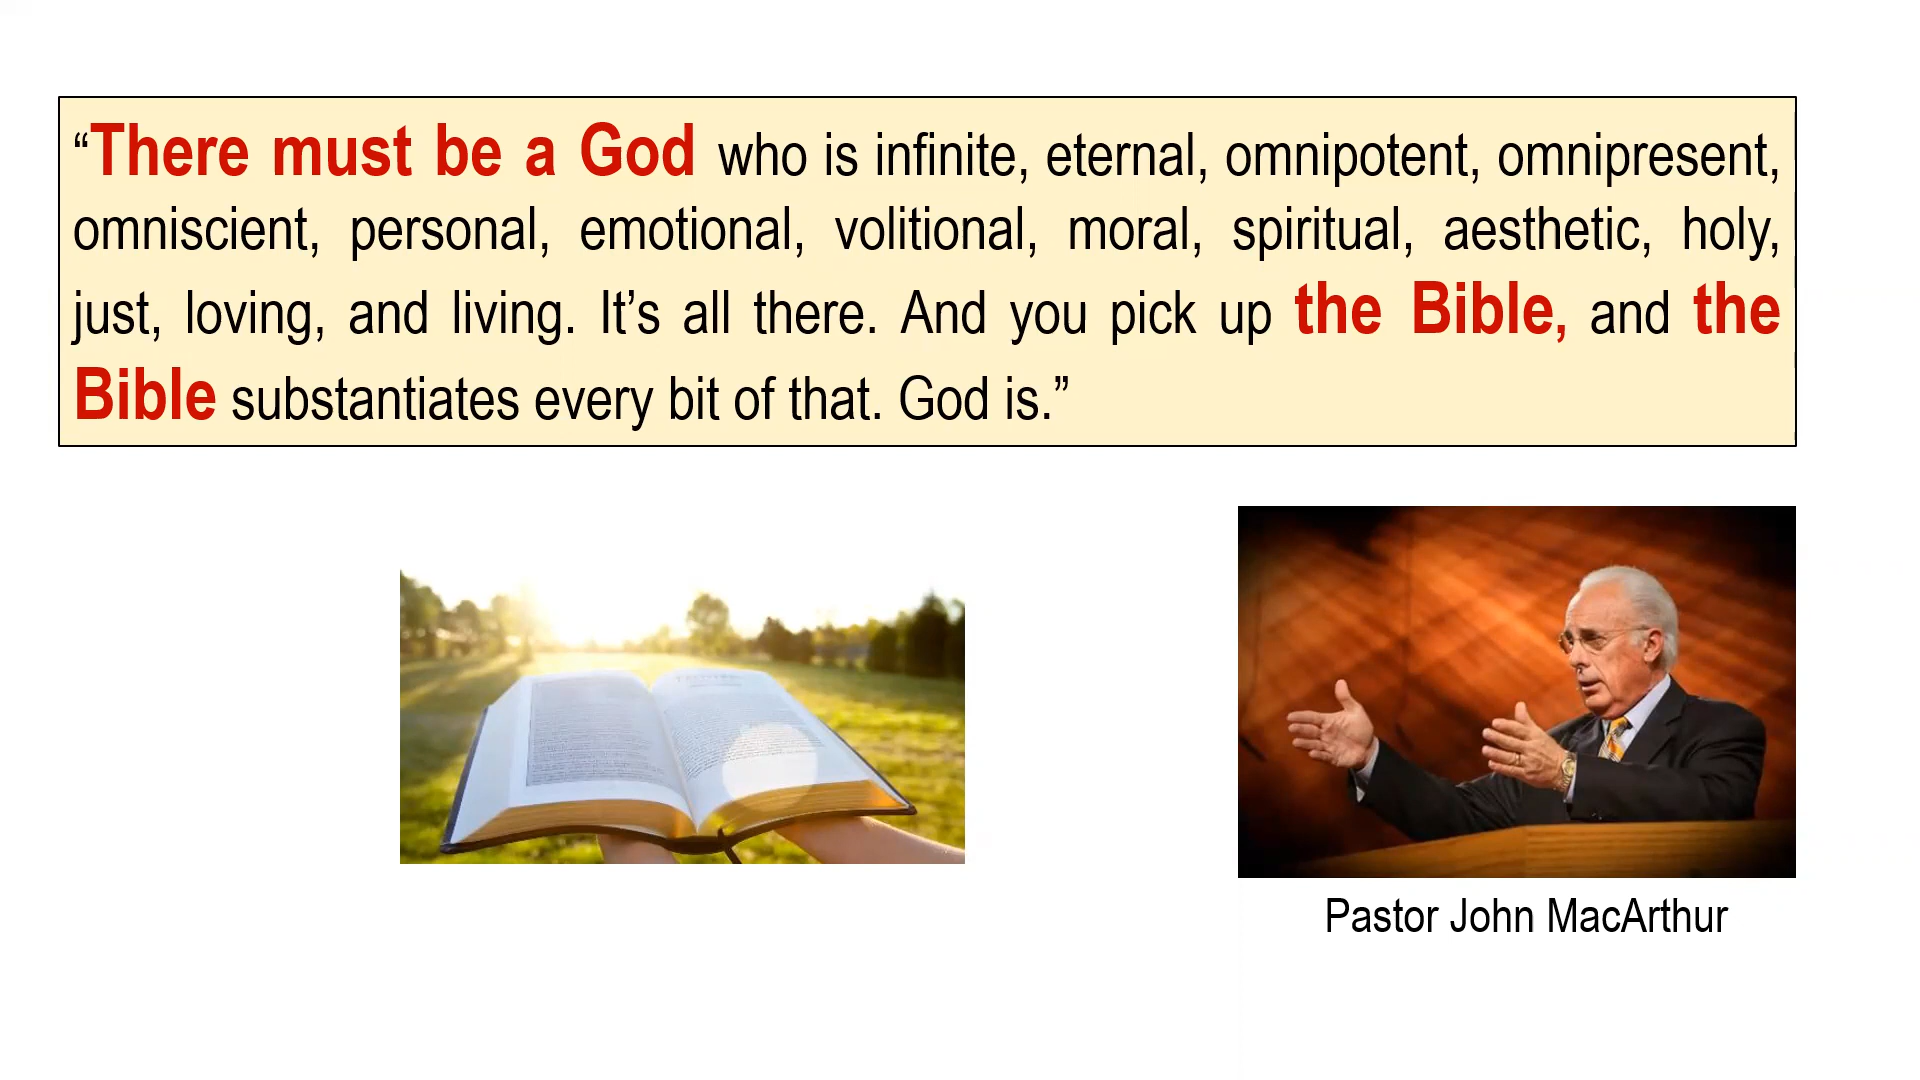 “There must be a God who is infinite, eternal, omnipotent, omnipresent,
omniscient, personal, emotional, volitional, moral, spiritual, aesthetic, holy,
just, loving, and living. It’s all there. And you pick up the Bible, and the
Bible substantiates every bit of that. God is.”
Pastor John MacArthur